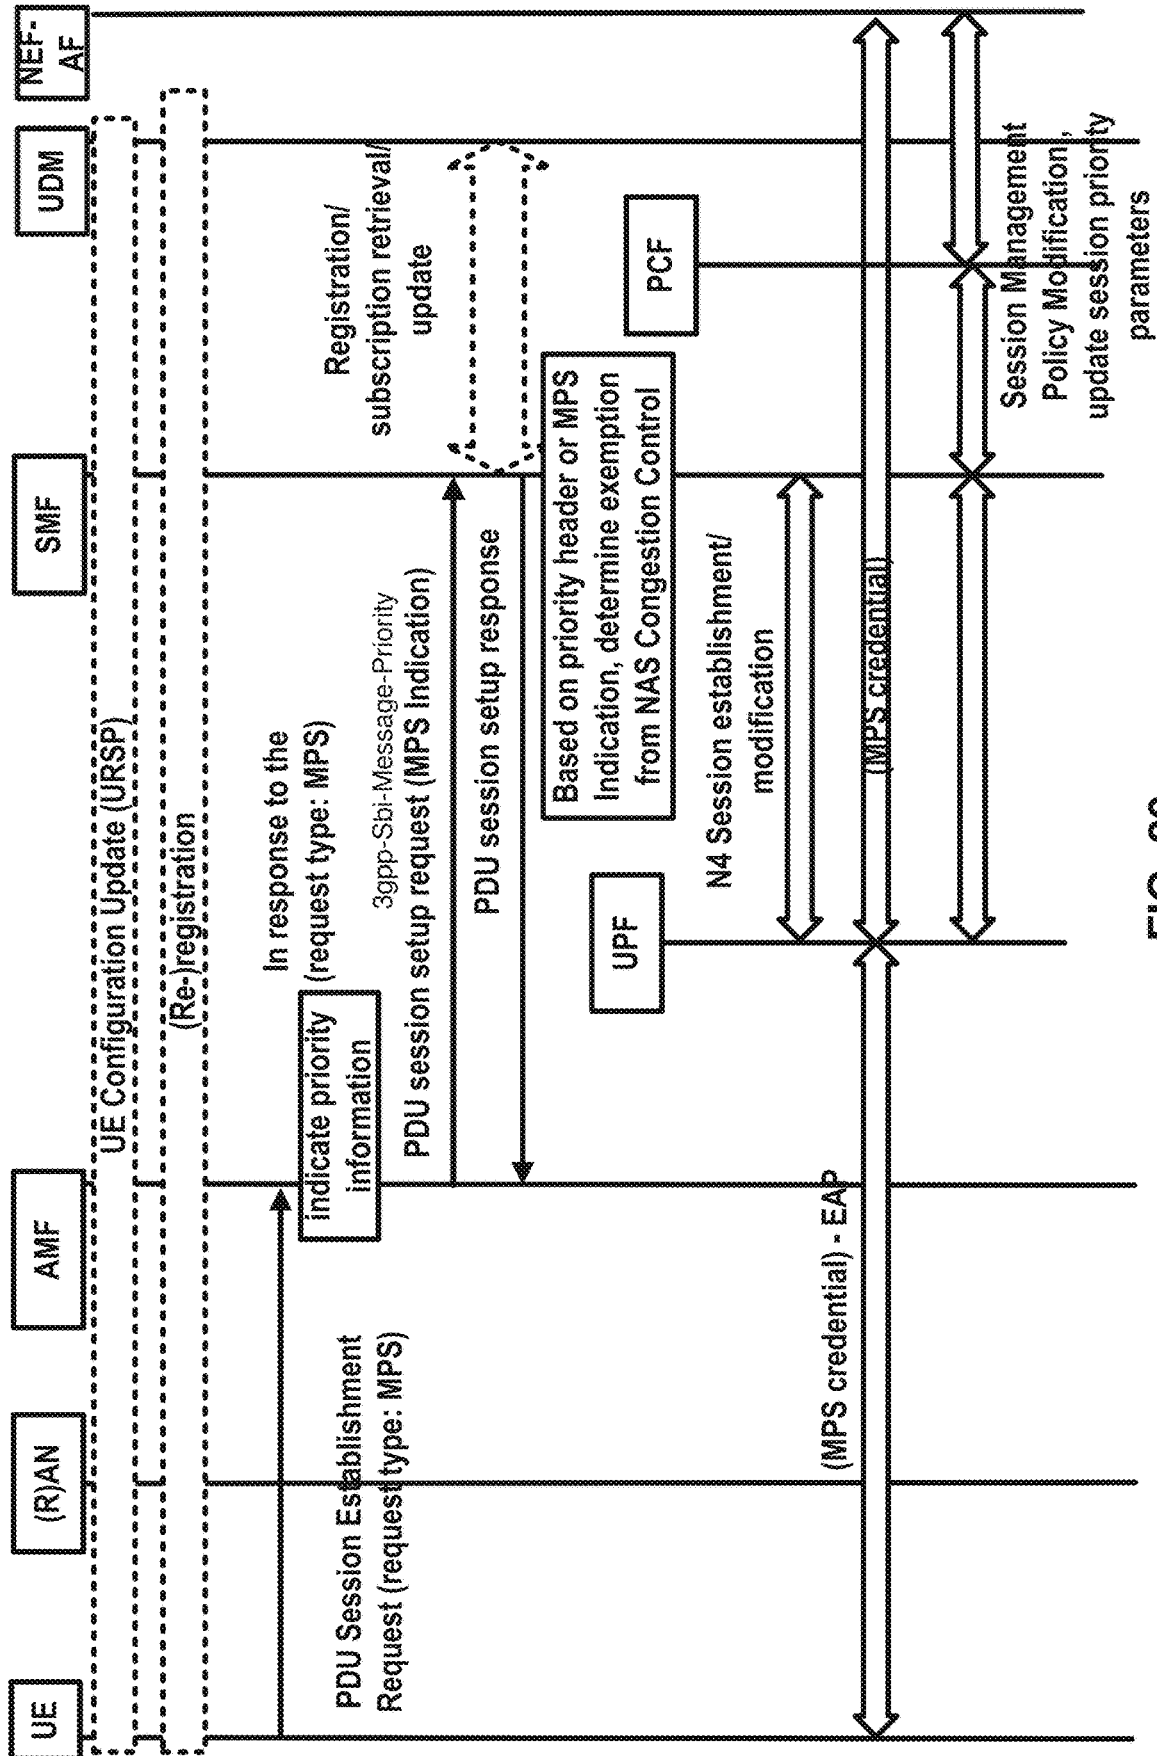 UE
(R)AN
AMF
SMF
UDM
NEF-
AF
UE Configuration Update (URSP)
(Re-)registration
PDU Session Establishment
Request (request type: MPS)
In response to the
(request type: MPS)
indicate priority
information
3gpp-Sbi-Message-Priority
PDU session setup request (MPS Indication)
PDU session setup response
Registration/
subscription retrieval/
update
Based on priority header or MPS
Indication, determine exemption
from NAS Congestion Control
UPF
PCF
N4 Session establishment/
modification
(MPS credential) - EAP
(MPS credential)
Session Management
Policy Modification,
update session priority
parameters
FIG.